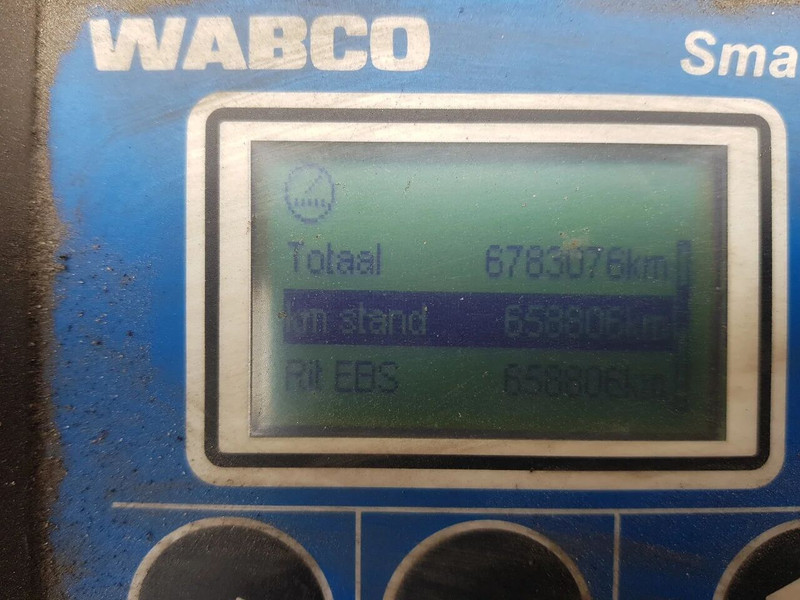 WABCO
Sma
Totaal 6783076km
km stand 658806km
Rit EBS 658806km